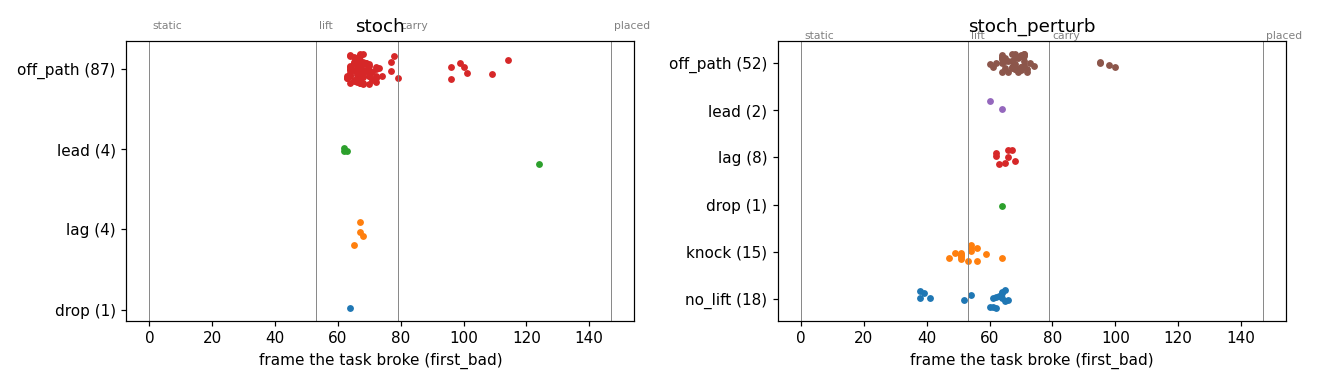 stoch
static
lift
carry
placed
off_path (87)
lead (4)
lag (4)
drop (1)
0 20 40 60 80 100 120 140
frame the task broke (first_bad)
stoch_perturb
static
lift
carry
placed
off_path (52)
lead (2)
lag (8)
drop (1)
knock (15)
no_lift (18)
0 20 40 60 80 100 120 140
frame the task broke (first_bad)